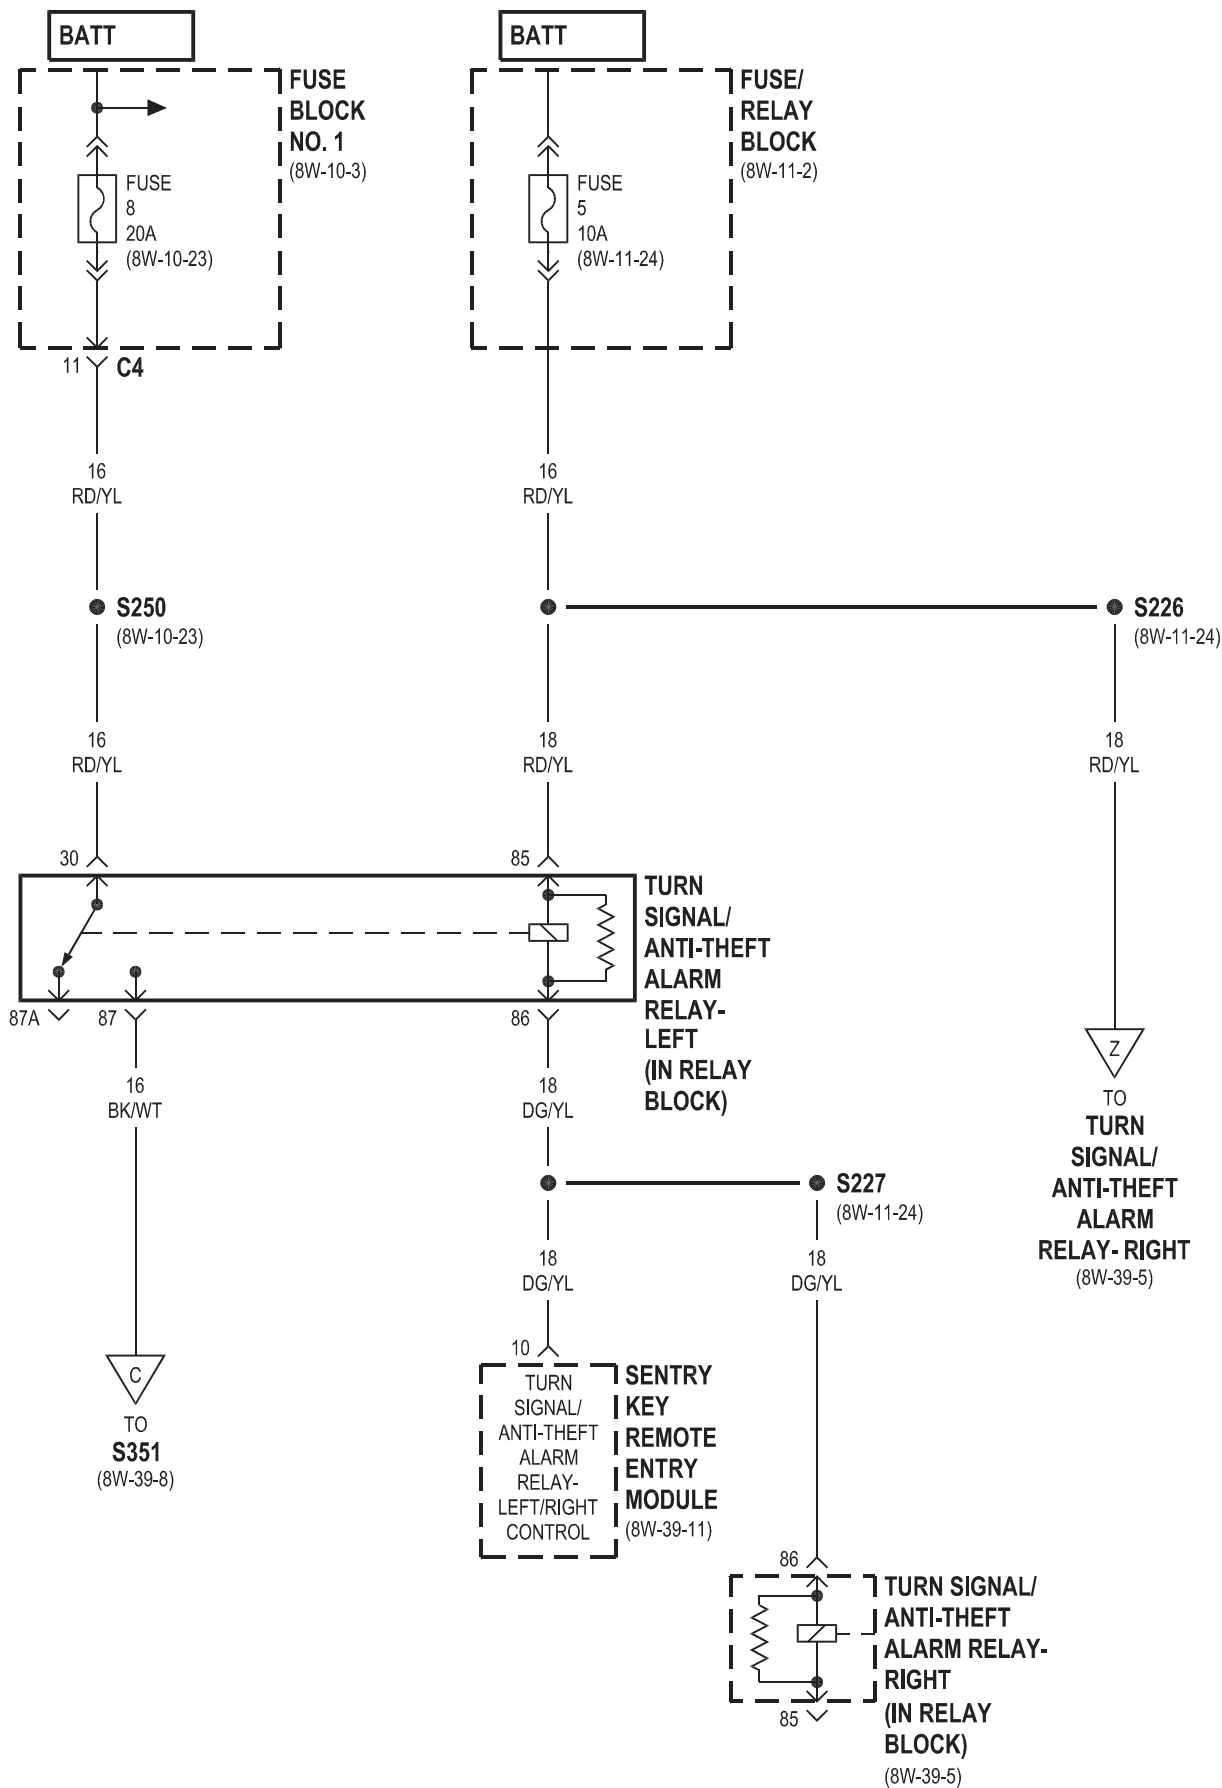 BATT
FUSE
BLOCK
NO. 1
(8W-10-3)
FUSE
8
20A
(8W-10-23)
11
C4
BATT
FUSE/
RELAY
BLOCK
(8W-11-2)
FUSE
5
10A
(8W-11-24)
16
RD/YL
16
RD/YL
S250
(8W-10-23)
S226
(8W-11-24)
16
RD/YL
18
RD/YL
18
RD/YL
30
85
TURN
SIGNAL/
ANTI-THEFT
ALARM
RELAY-
LEFT
(IN RELAY
BLOCK)
87A
87
86
16
BK/WT
18
DG/YL
Z
TO
TURN
SIGNAL/
ANTI-THEFT
ALARM
RELAY- RIGHT
(8W-39-5)
S227
(8W-11-24)
18
DG/YL
18
DG/YL
C
TO
S351
(8W-39-8)
10
TURN
SIGNAL/
ANTI-THEFT
ALARM
RELAY-
LEFT/RIGHT
CONTROL
SENTRY
KEY
REMOTE
ENTRY
MODULE
(8W-39-11)
86
85
TURN SIGNAL/
ANTI-THEFT
ALARM RELAY-
RIGHT
(IN RELAY
BLOCK)
(8W-39-5)